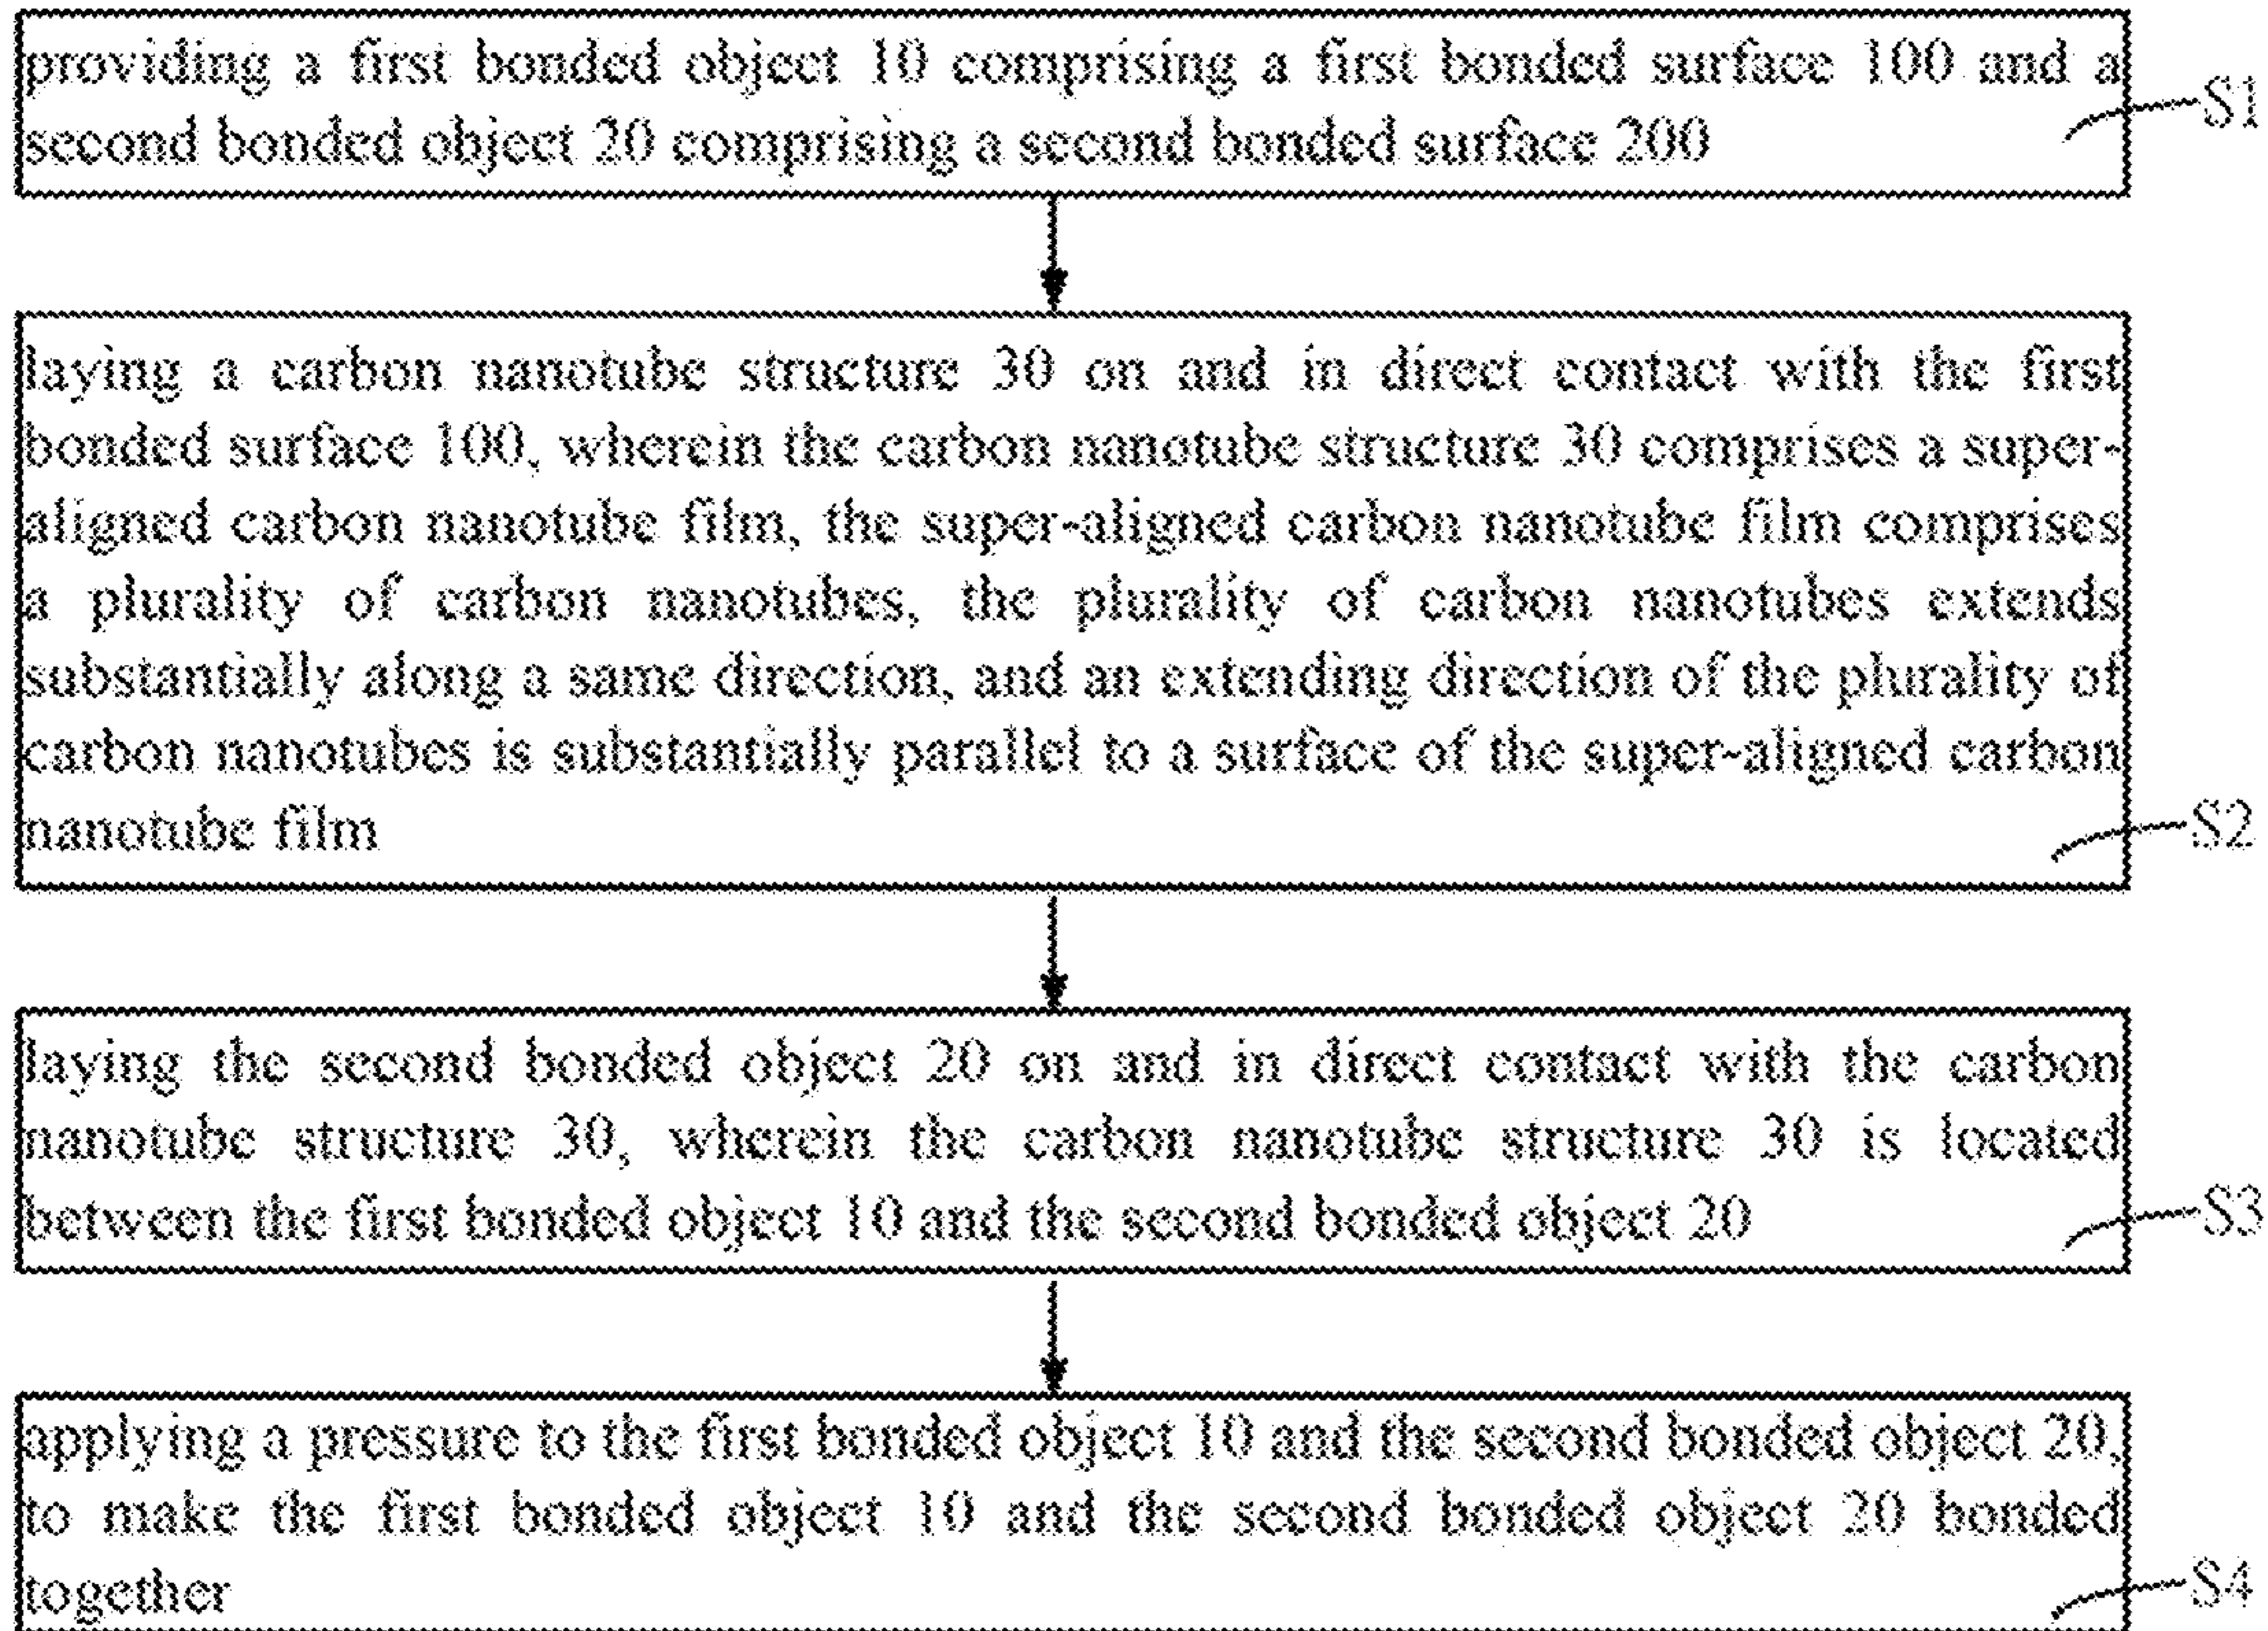 providing a first bonded object 10 comprising a first bonded surface 100 and a
second bonded object 20 comprising a second bonded surface 200
S1
laying a carbon nanotube structure 30 on and in direct contact with the first
bonded surface 100, wherein the carbon nanotube structure 30 comprises a super-
aligned carbon nanotube film, the super-aligned carbon nanotube film comprises
a plurality of carbon nanotubes, the plurality of carbon nanotubes extends
substantially along a same direction, and an extending direction of the plurality of
carbon nanotubes is substantially parallel to a surface of the super-aligned carbon
nanotube film
S2
laying the second bonded object 20 on and in direct contact with the carbon
nanotube structure 30, wherein the carbon nanotube structure 30 is located
between the first bonded object 10 and the second bonded object 20
S3
applying a pressure to the first bonded object 10 and the second bonded object 20,
to make the first bonded object 10 and the second bonded object 20 bonded
together
S4